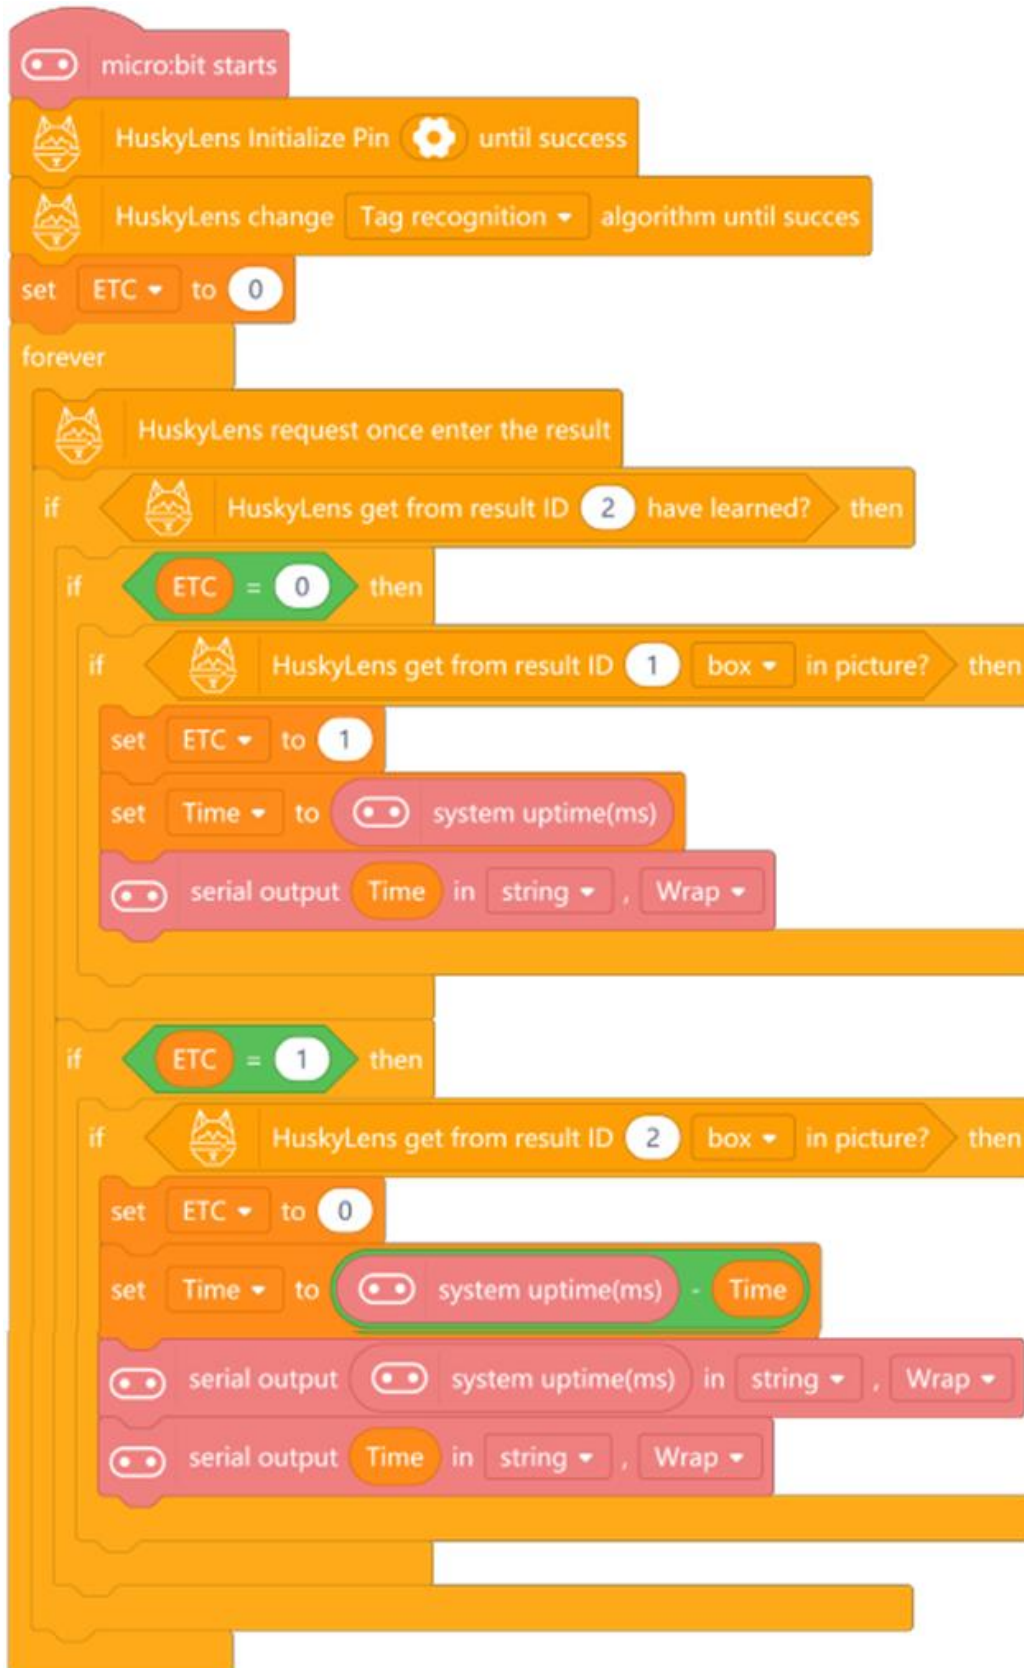 micro:bit starts
HuskyLens Initialize Pin until success
HuskyLens change Tag recognition algorithm until succes
set ETC to 0
forever
HuskyLens request once enter the result
if HuskyLens get from result ID 2 have learned? then
if ETC = 0 then
if HuskyLens get from result ID 1 box in picture? then
set ETC to 1
set Time to system uptime(ms)
serial output Time in string , Wrap
if ETC = 1 then
if HuskyLens get from result ID 2 box in picture? then
set ETC to 0
set Time to system uptime(ms) - Time
serial output system uptime(ms) in string , Wrap
serial output Time in string , Wrap